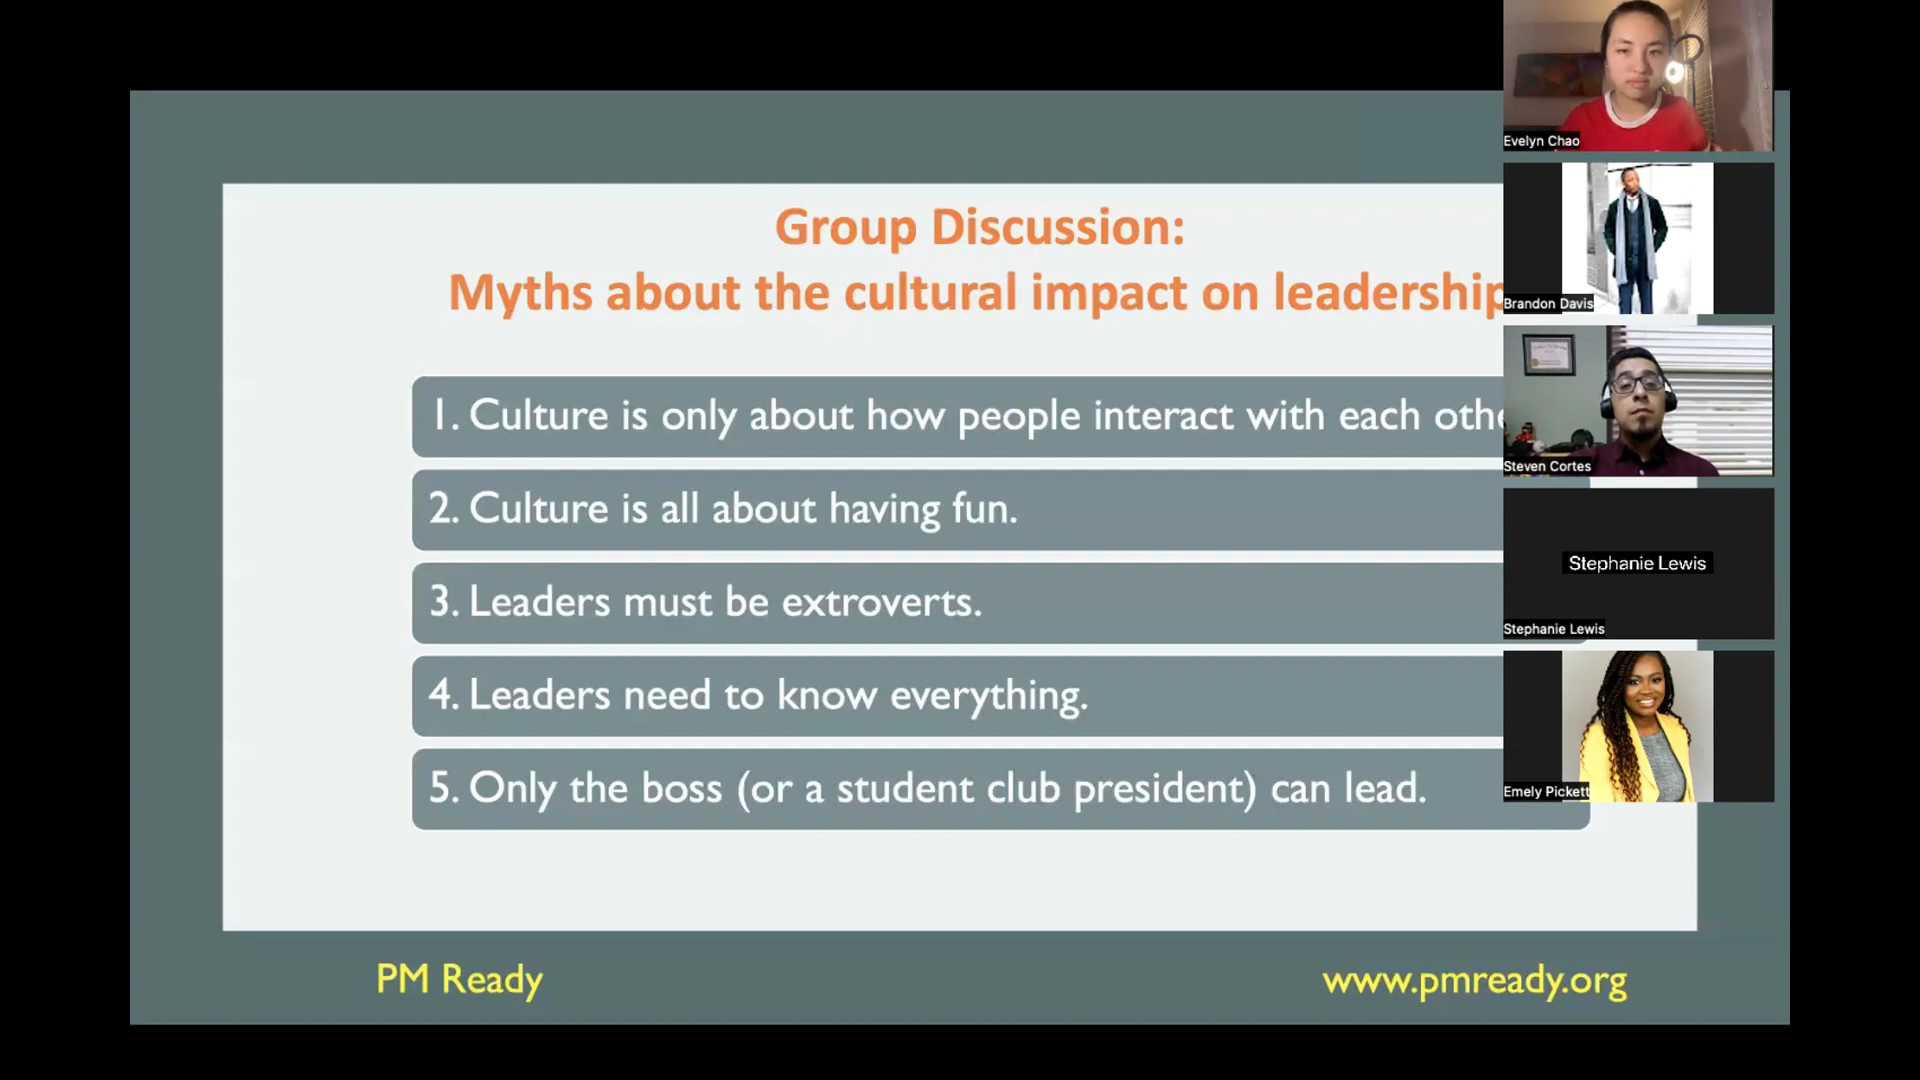 Group Discussion:
Myths about the cultural impact on leadership
1. Culture is only about how people interact with each othe
2. Culture is all about having fun.
3. Leaders must be extroverts.
4. Leaders need to know everything.
5. Only the boss (or a student club president) can lead.
PM Ready
www.pmready.org
Evelyn Chao
Brandon Davis
Steven Cortes
Stephanie Lewis
Stephanie Lewis
Emely Pickett